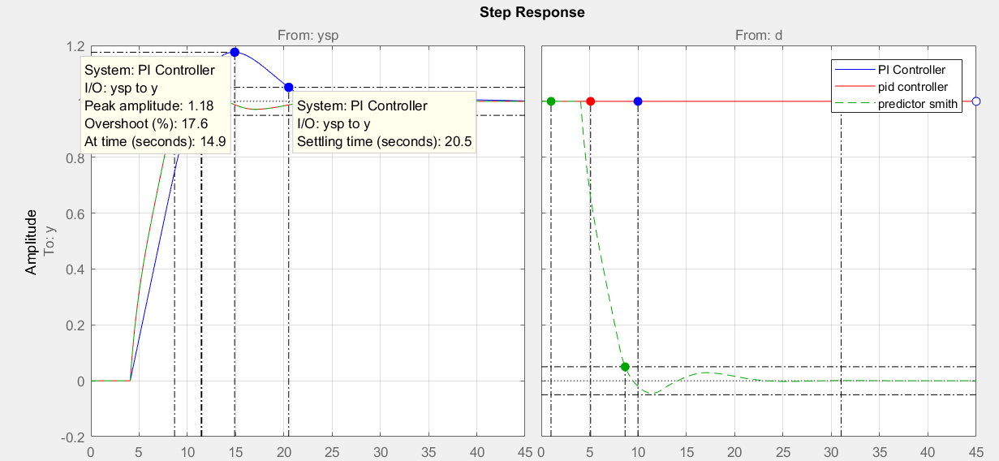 Step Response
From: ysp
From: d
1.2
System: PI Controller
I/O: ysp to y
Peak amplitude: 1.18
Overshoot (%): 17.6
At time (seconds): 14.9
System: PI Controller
I/O: ysp to y
Settling time (seconds): 20.5
PI Controller
pid controller
predictor smith
0.8
0.6
0.4
0.2
0
-0.2
Amplitude
To: y
0 5 10 15 20 25 30 35 40 45
0 5 10 15 20 25 30 35 40 45